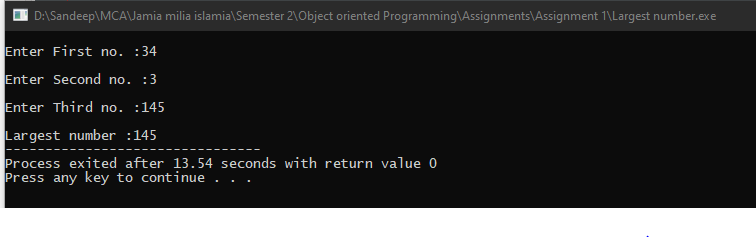 D:\Sandeep\MCA\Jamia milia islamia\Semester 2\Object oriented Programming\Assignments\Assignment 1\Largest number.exe
Enter First no. :34
Enter Second no. :3
Enter Third no. :145
Largest number :145
--------------------------------
Process exited after 13.54 seconds with return value 0
Press any key to continue . . .